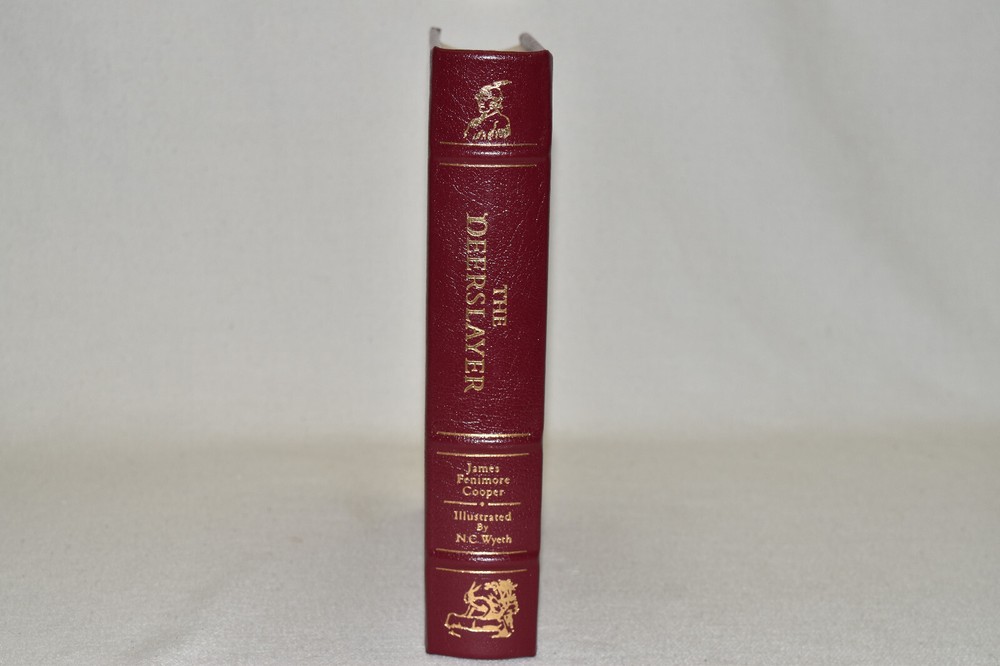 THE
DEERSLAYER
James
Fenimore
Cooper
Illustrated
By
N.C. Wyeth